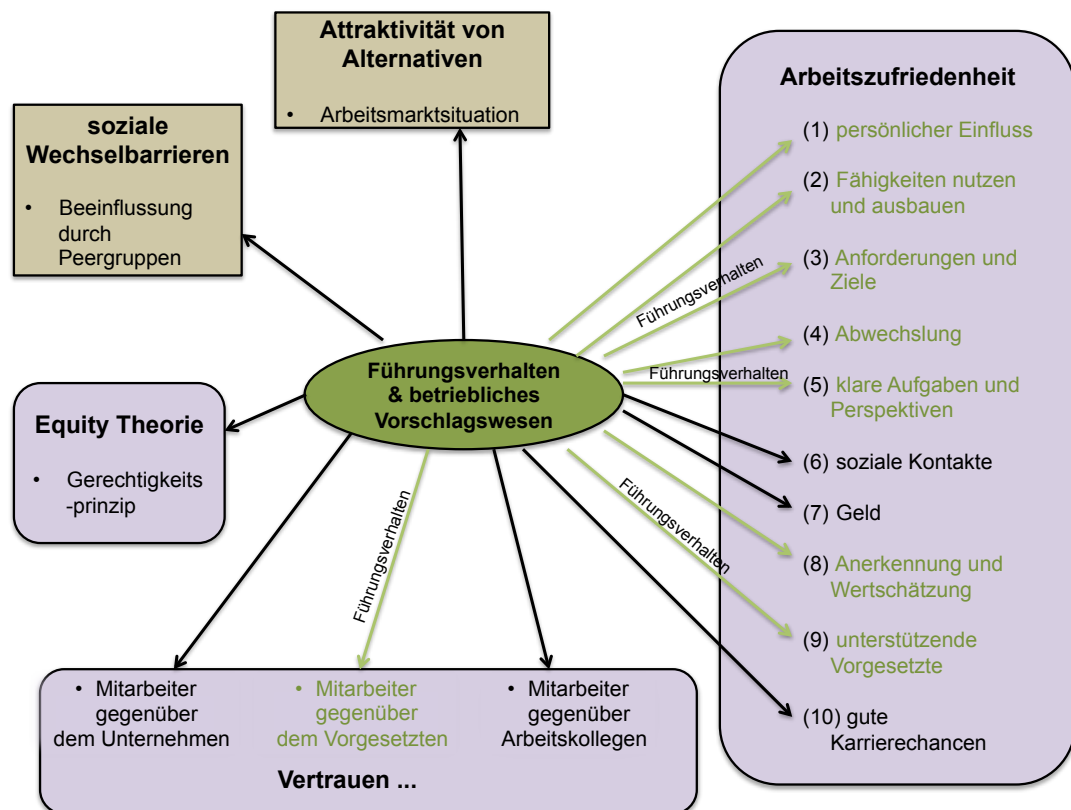 Attraktivität von
Alternativen
• Arbeitsmarktsituation
soziale
Wechselbarrieren
• Beeinflussung
durch
Peergruppen
Equity Theorie
• Gerechtigkeits
-prinzip
Führungsverhalten
& betriebliches
Vorschlagswesen
Führungsverhalten
Führungsverhalten
Führungsverhalten
Führungsverhalten
Arbeitszufriedenheit
(1) persönlicher Einfluss
(2) Fähigkeiten nutzen
und ausbauen
(3) Anforderungen und
Ziele
(4) Abwechslung
(5) klare Aufgaben und
Perspektiven
(6) soziale Kontakte
(7) Geld
(8) Anerkennung und
Wertschätzung
(9) unterstützende
Vorgesetzte
(10) gute
Karrierechancen
• Mitarbeiter
gegenüber
dem Unternehmen
• Mitarbeiter
gegenüber
dem Vorgesetzten
• Mitarbeiter
gegenüber
Arbeitskollegen
Vertrauen ...